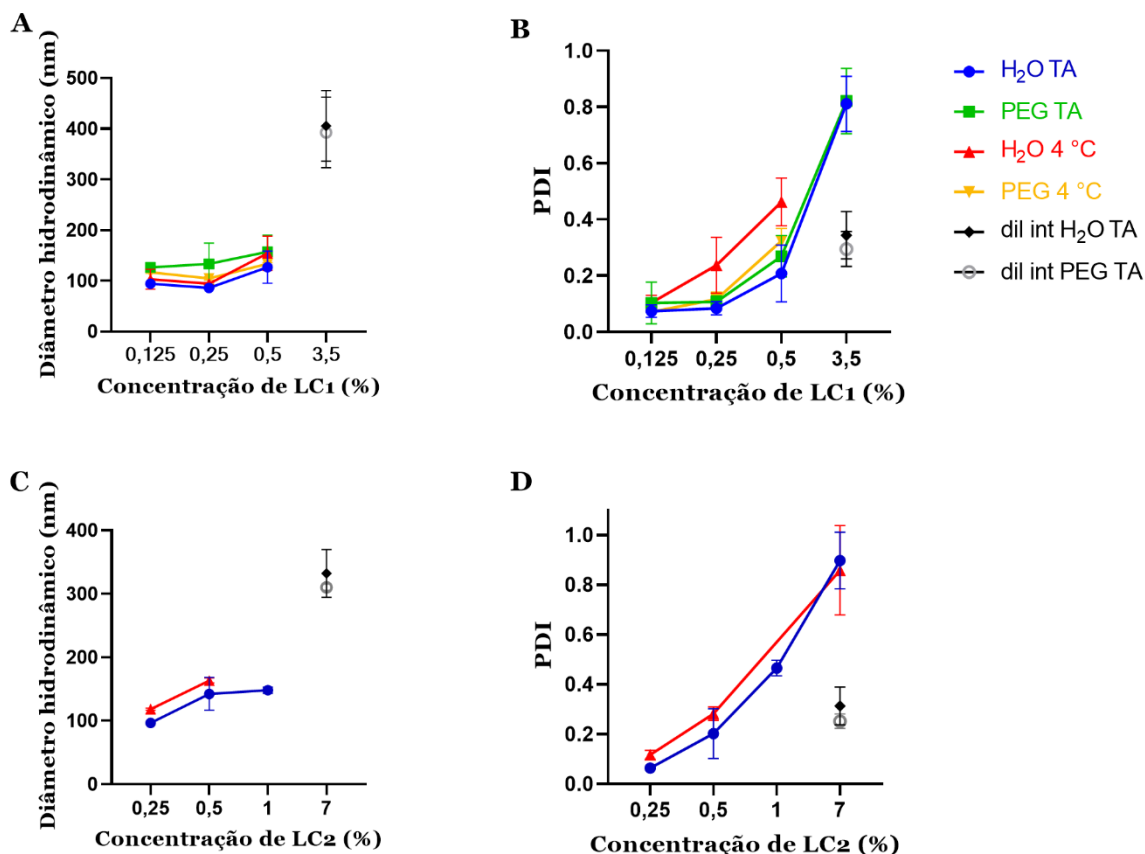 A
Diâmetro hidrodinâmico (nm)
500
400
300
200
100
0
0,125 0,25 0,5 3,5
Concentração de LC1 (%)
B
PDI
1.0
0.8
0.6
0.4
0.2
0.0
0,125 0,25 0,5 3,5
Concentração de LC1 (%)
H₂O TA
PEG TA
H₂O 4 °C
PEG 4 °C
dil int H₂O TA
dil int PEG TA
C
Diâmetro hidrodinâmico (nm)
400
300
200
100
0
0,25 0,5 1 7
Concentração de LC2 (%)
D
PDI
1.0
0.8
0.6
0.4
0.2
0.0
0,25 0,5 1 7
Concentração de LC2 (%)